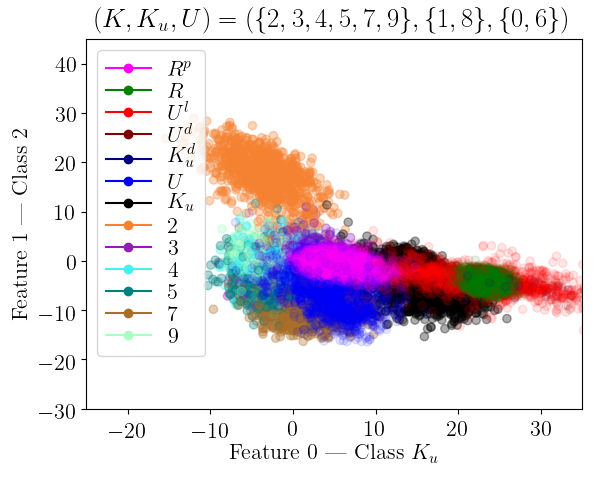 (K, K_u, U) = ({2, 3, 4, 5, 7, 9}, {1, 8}, {0, 6})
Feature 1 — Class 2
40
30
20
10
0
−10
−20
−30
R^p
R
U^l
U^d
K_u^d
U
K_u
2
3
4
5
7
9
−20
−10
0
10
20
30
Feature 0 — Class K_u